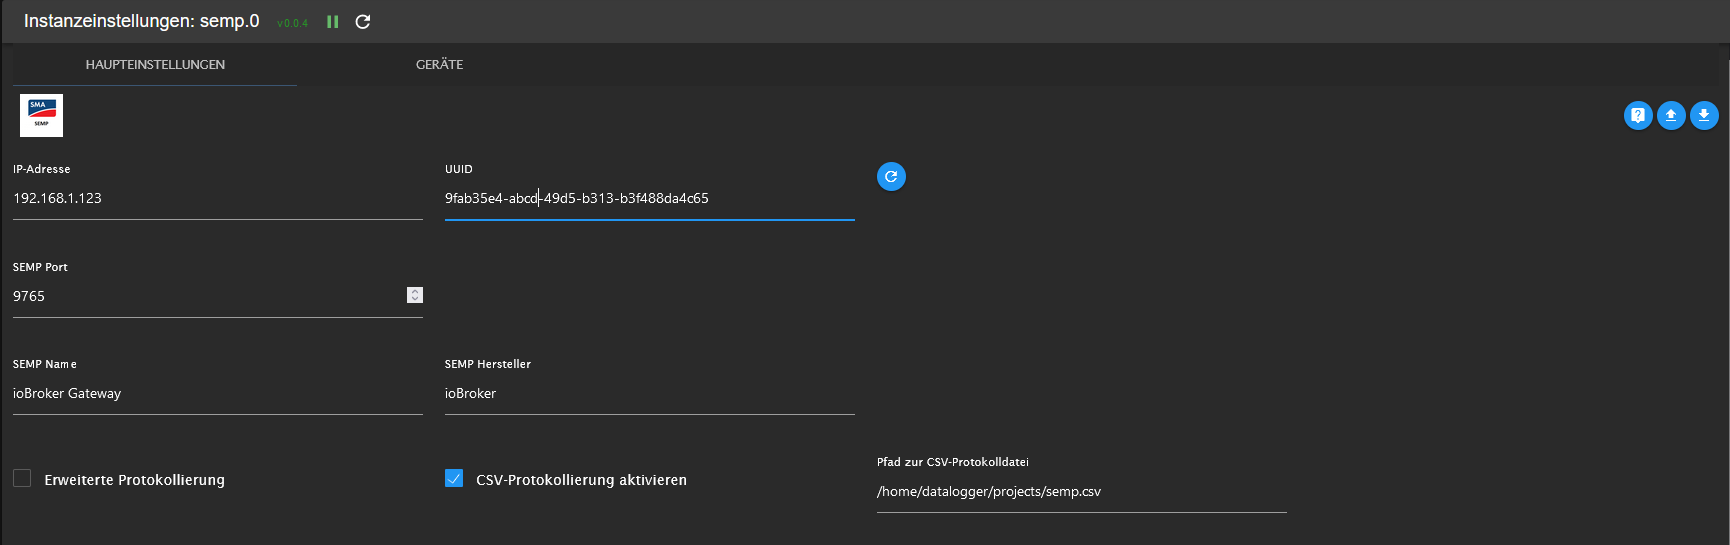 Instanzeinstellungen: semp.0 v0.0.4
HAUPTEINSTELLUNGEN GERÄTE
SMA
SEMP
IP-Adresse UUID
192.168.1.123 9fab35e4-abcd-49d5-b313-b3f488da4c65
SEMP Port
9765
SEMP Name SEMP Hersteller
ioBroker Gateway ioBroker
Pfad zur CSV-Protokolldatei
Erweiterte Protokollierung CSV-Protokollierung aktivieren
/home/datalogger/projects/semp.csv